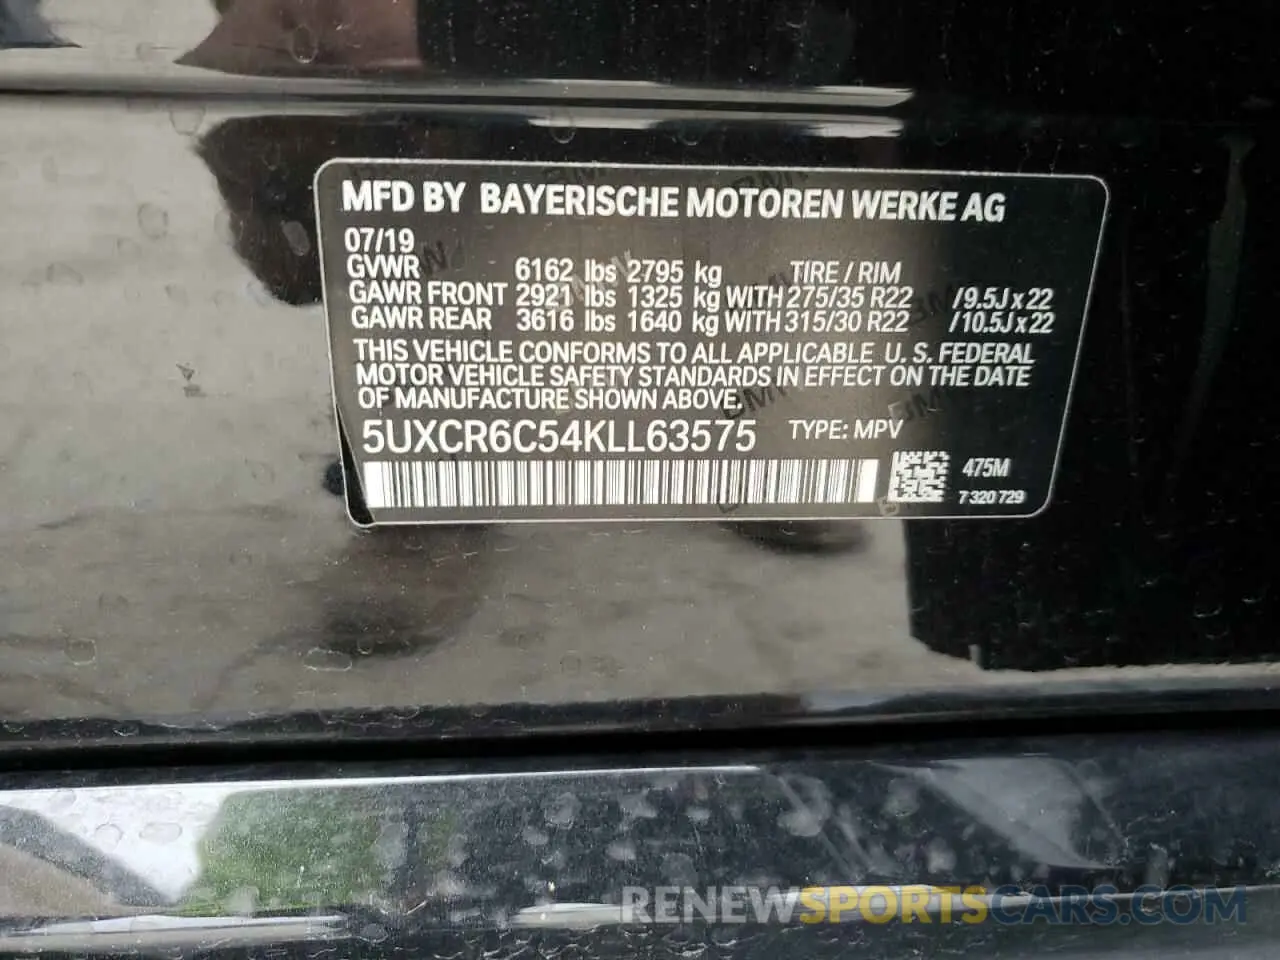 MFD BY BAYERISCHE MOTOREN WERKE AG
07/19
GVWR 6162 lbs 2795 kg TIRE / RIM
GAWR FRONT 2921 lbs 1325 kg WITH 275/35 R22 /9.5J x 22
GAWR REAR 3616 lbs 1640 kg WITH 315/30 R22 /10.5J x 22
THIS VEHICLE CONFORMS TO ALL APPLICABLE U. S. FEDERAL
MOTOR VEHICLE SAFETY STANDARDS IN EFFECT ON THE DATE
OF MANUFACTURE SHOWN ABOVE.
5UXCR6C54KLL63575 TYPE: MPV
475M
7 320 729
RENEWSPORTSCARS.COM